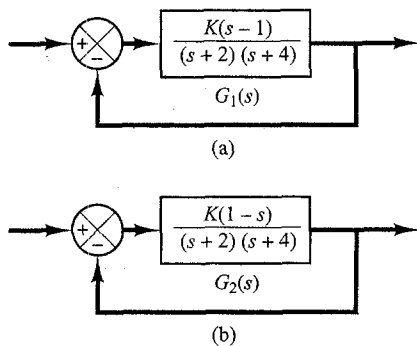 K(s − 1)
+
(s + 2) (s + 4)
−
G₁(s)
(a)
K(1 − s)
+
(s + 2) (s + 4)
−
G₂(s)
(b)